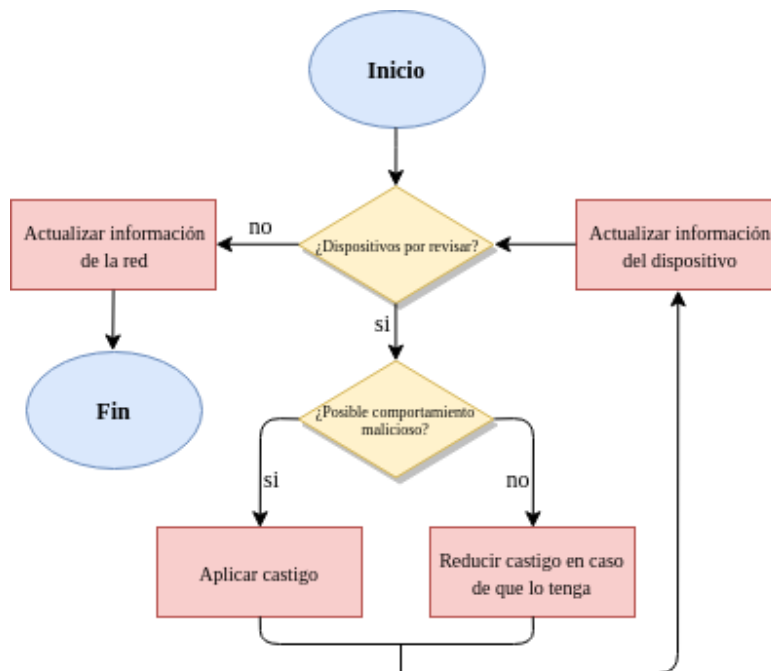 Inicio
Actualizar información
de la red
no
¿Dispositivos por revisar?
Actualizar información
del dispositivo
si
Fin
¿Posible comportamiento
malicioso?
si
no
Aplicar castigo
Reducir castigo en caso
de que lo tenga